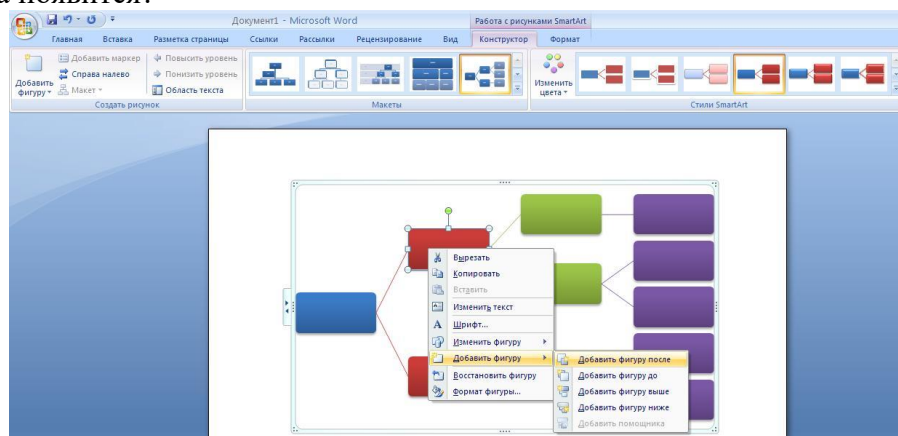 Документ1 - Microsoft Word
Работа с рисунками SmartArt
Главная Вставка Разметка страницы Ссылки Рассылки Рецензирование Вид Конструктор Формат
Добавить фигуру
Добавить маркер
Справа налево
Макет
Повысить уровень
Понизить уровень
Область текста
Изменить цвета
Создать рисунок Макеты Стили SmartArt
Вырезать
Копировать
Вставить
Изменить текст
Шрифт...
Изменить фигуру
Добавить фигуру
Восстановить фигуру
Формат фигуры...
Добавить фигуру после
Добавить фигуру до
Добавить фигуру выше
Добавить фигуру ниже
Добавить помощника